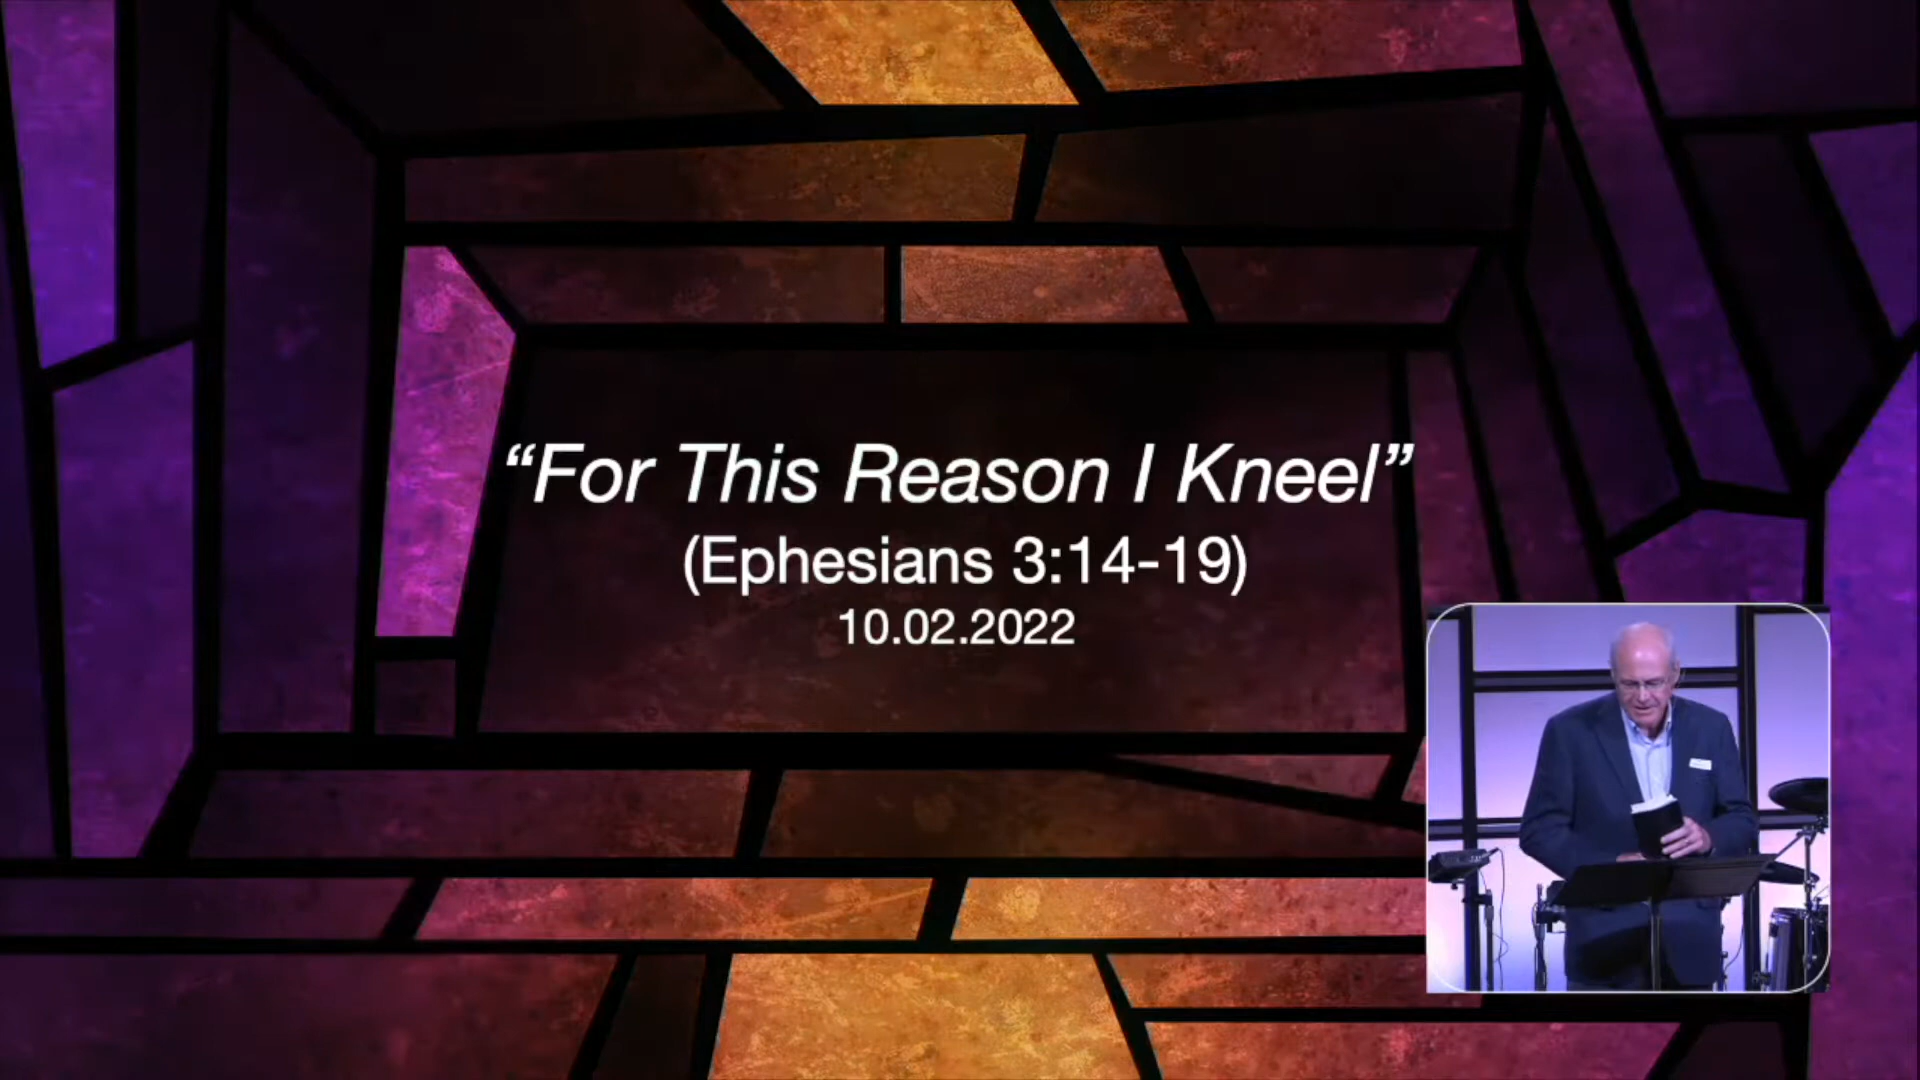 “For This Reason I Kneel”
(Ephesians 3:14-19)
10.02.2022